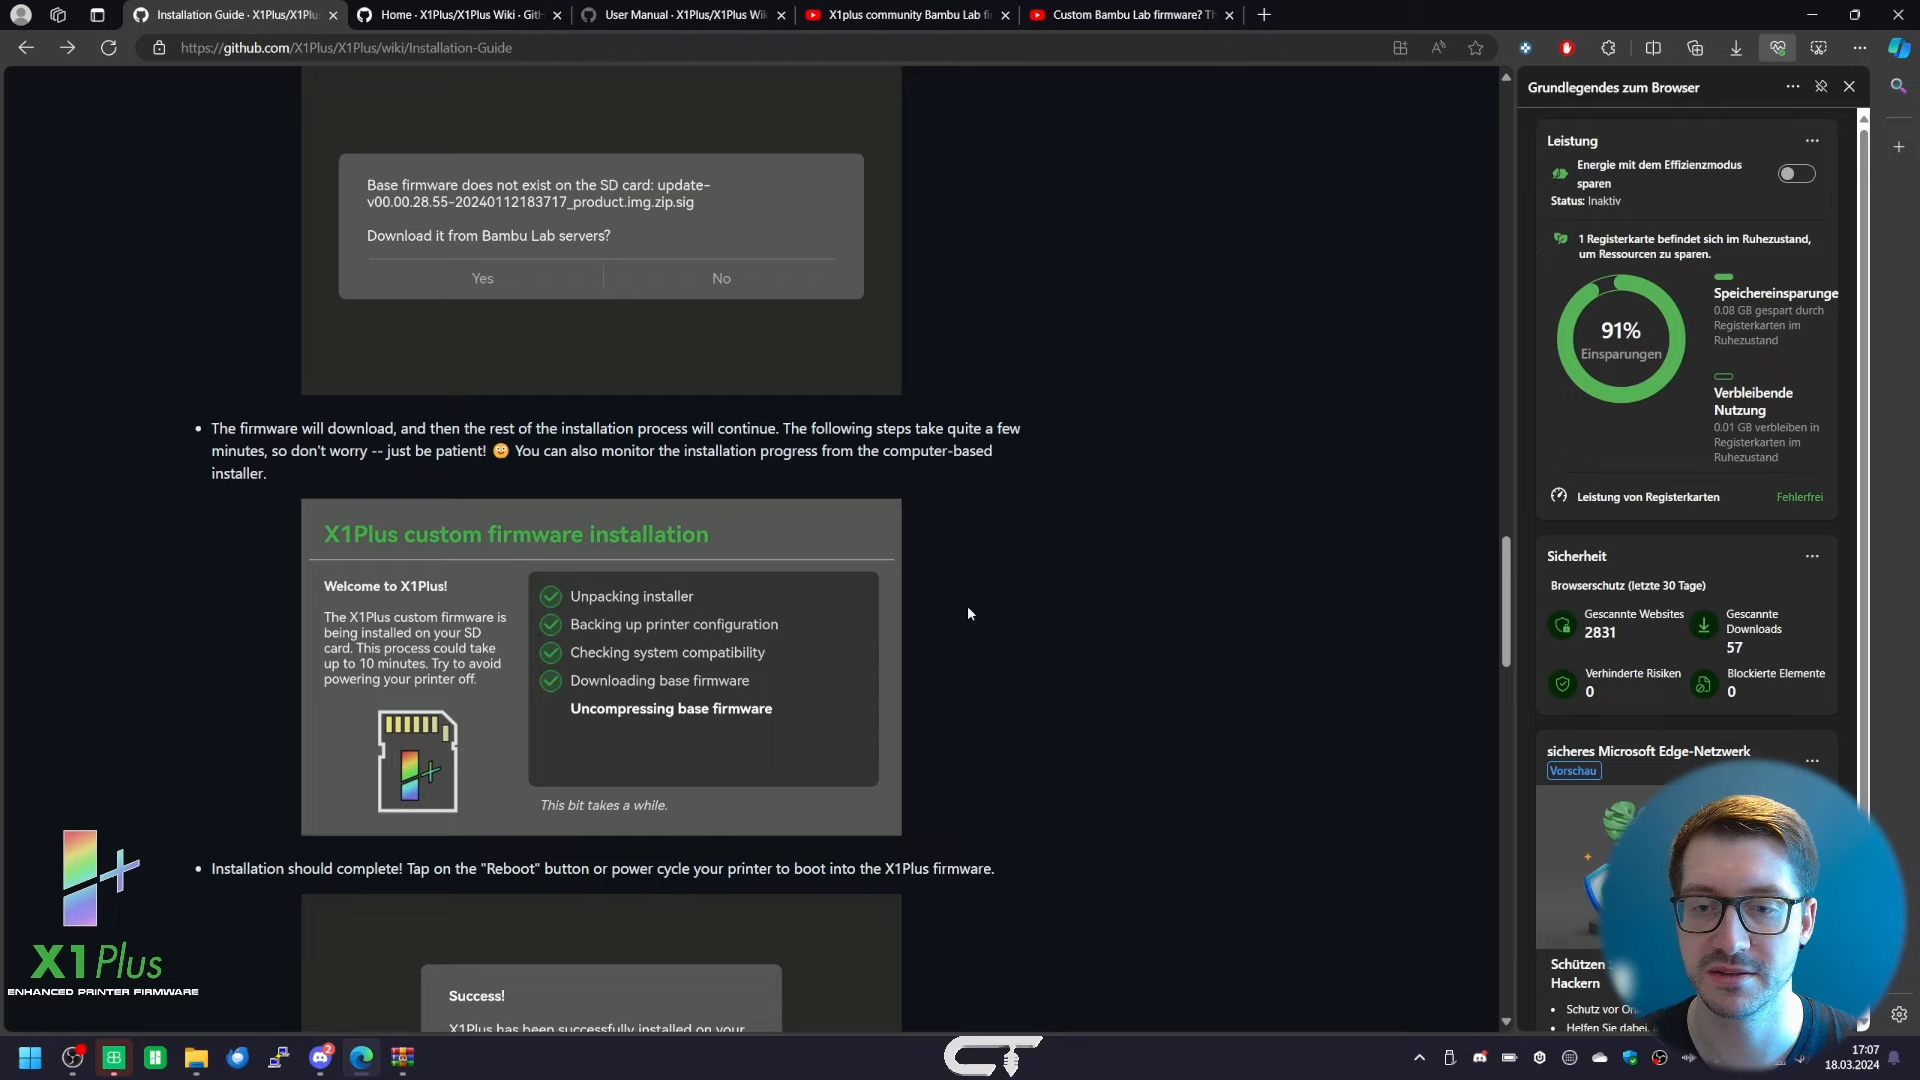 Installation Guide · X1Plus/X1Plus
Home · X1Plus/X1Plus Wiki · GitH
User Manual · X1Plus/X1Plus Wik
X1plus community Bambu Lab fi
Custom Bambu Lab firmware? Th
https://github.com/X1Plus/X1Plus/wiki/Installation-Guide
Base firmware does not exist on the SD card: update-
v00.00.28.55-20240112183717_product.img.zip.sig
Download it from Bambu Lab servers?
Yes
No
The firmware will download, and then the rest of the installation process will continue. The following steps take quite a few
minutes, so don't worry -- just be patient! 😊 You can also monitor the installation progress from the computer-based
installer.
X1Plus custom firmware installation
Welcome to X1Plus!
The X1Plus custom firmware is
being installed on your SD
card. This process could take
up to 10 minutes. Try to avoid
powering your printer off.
Unpacking installer
Backing up printer configuration
Checking system compatibility
Downloading base firmware
Uncompressing base firmware
This bit takes a while.
Installation should complete! Tap on the "Reboot" button or power cycle your printer to boot into the X1Plus firmware.
Success!
X1Plus has been successfully installed on your
X1 Plus
ENHANCED PRINTER FIRMWARE
Grundlegendes zum Browser
Leistung
Energie mit dem Effizienzmodus
sparen
Status: Inaktiv
1 Registerkarte befindet sich im Ruhezustand,
um Ressourcen zu sparen.
91%
Einsparungen
Speichereinsparunge
0.08 GB gespart durch
Registerkarten im
Ruhezustand
Verbleibende
Nutzung
0.01 GB verbleiben in
Registerkarten im
Ruhezustand
Leistung von Registerkarten
Fehlerfrei
Sicherheit
Browserschutz (letzte 30 Tage)
Gescannte Websites
2831
Gescannte
Downloads
57
Verhinderte Risiken
0
Blockierte Elemente
0
sicheres Microsoft Edge-Netzwerk
Vorschau
Schützen
Hackern
Schutz vor On
Helfen Sie dabei,
2
CT
17:07
18.03.2024